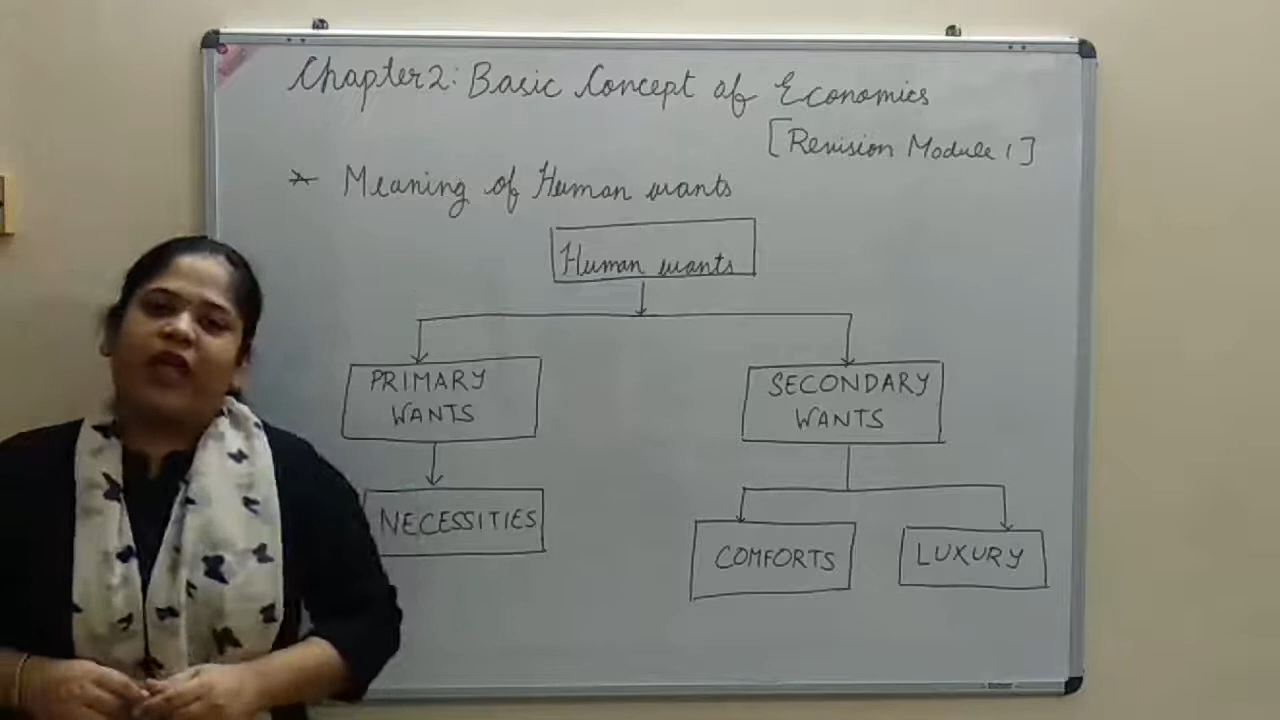 Chapter 2: Basic Concept of Economics
[Revision Module 1]
* Meaning of Human wants
Human wants
PRIMARY
WANTS
SECONDARY
WANTS
NECESSITIES
COMFORTS
LUXURY